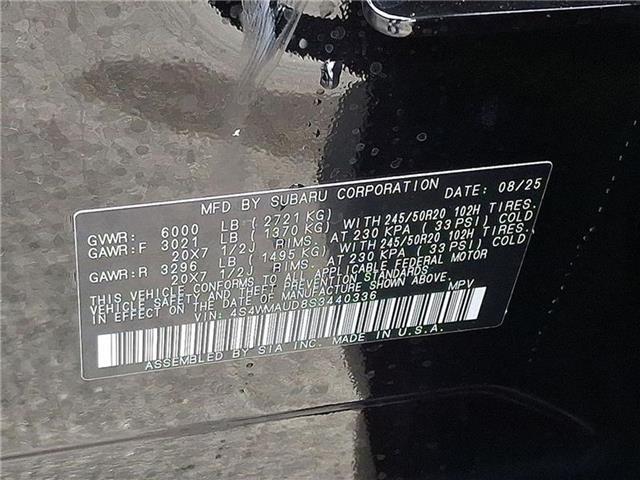 MFD BY SUBARU CORPORATION DATE: 08/25
GVWR: 6000 LB (2721 KG)
GAWR:F 3021 LB (1370 KG) WITH 245/50R20 102H TIRES.
20X7 1/2J RIMS. AT 230 KPA (33 PSI) COLD
GAWR:R 3296 LB (1495 KG) WITH 245/50R20 102H TIRES.
20X7 1/2J RIMS. AT 230 KPA (33 PSI) COLD
THIS VEHICLE CONFORMS TO ALL APPLICABLE FEDERAL MOTOR
VEHICLE SAFETY AND THEFT PREVENTION STANDARDS
IN EFFECT ON THE DATE OF MANUFACTURE SHOWN ABOVE.
VIN: 4S4WMAUD8S3440336 MPV
ASSEMBLED BY SIA INC. MADE IN U.S.A.